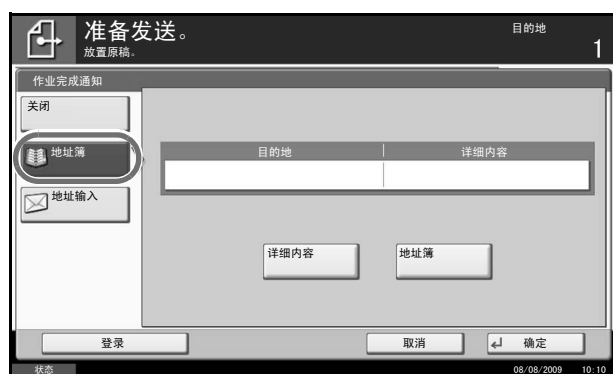 准备发送。
放置原稿。
目的地
1
作业完成通知
关闭
地址簿
地址输入
目的地 详细内容
详细内容 地址簿
登录 取消 确定
状态 08/08/2009 10:10